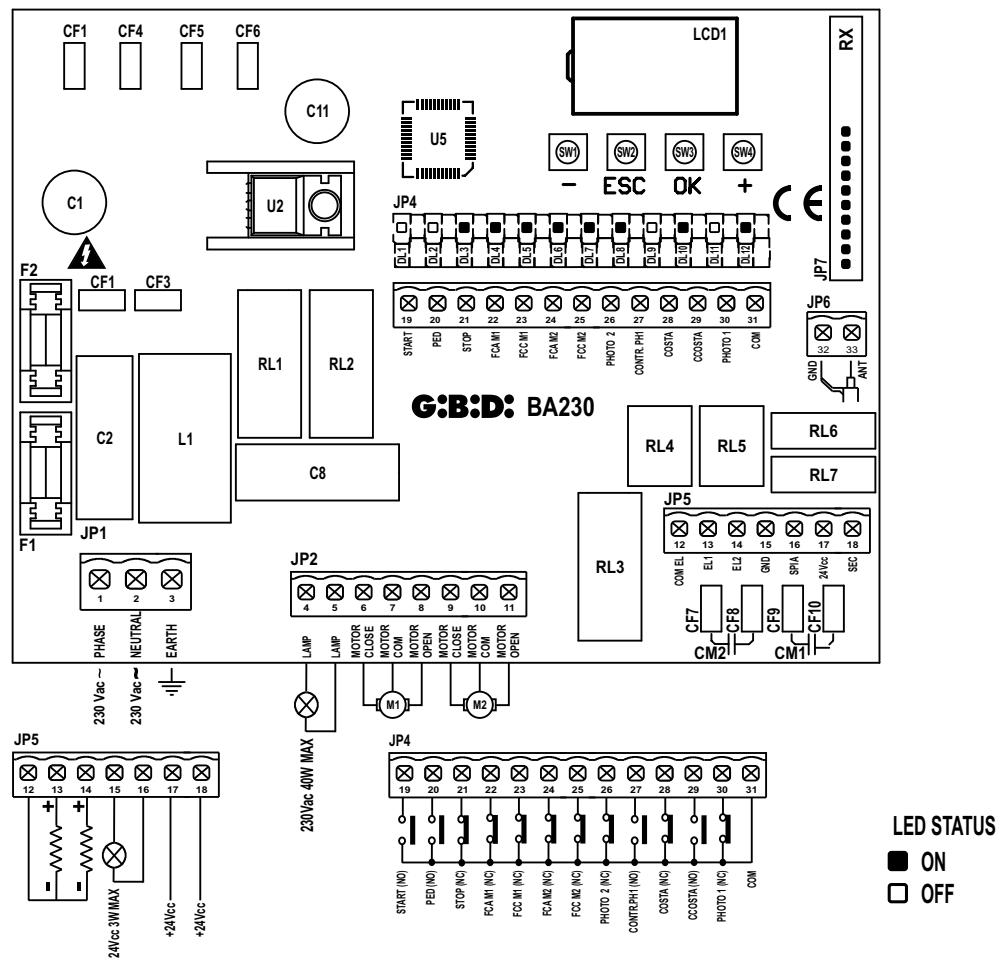 CF1 CF4 CF5 CF6
LCD1
RX
C11
U5
SW1 SW2 SW3 SW4
- ESC OK +
C1
U2
JP4
CE
DL1 DL2 DL3 DL4 DL5 DL6 DL7 DL8 DL9 DL10 DL11 DL12
JP7
F2
CF1 CF3
JP6
19 20 21 22 23 24 25 26 27 28 29 30 31
START PED STOP FCA M1 FCC M1 FCA M2 FCC M2 PHOTO 2 CONTR. PH1 COSTA CCOSTA PHOTO 1 COM
32 33
GND ANT
RL1 RL2
G:B:D: BA230
C2 L1
RL4 RL5 RL6
RL7
C8
F1
JP1
JP5
12 13 14 15 16 17 18
COM EL EL1 EL2 GND SPIA 24Vcc SEC
RL3
JP2
1 2 3
4 5 6 7 8 9 10 11
CF7 CF8 CF9 CF10
CM2 CM1
230 Vac ~ PHASE
230 Vac ~ NEUTRAL
EARTH
LAMP
LAMP
MOTOR CLOSE
MOTOR COM
MOTOR OPEN
MOTOR CLOSE
MOTOR COM
MOTOR OPEN
M1 M2
230Vac 40W MAX
JP5
12 13 14 15 16 17 18
+ +
- -
24Vcc 3W MAX
+24Vcc
+24Vcc
JP4
19 20 21 22 23 24 25 26 27 28 29 30 31
START (NO)
PED (NO)
STOP (NC)
FCA M1 (NC)
FCC M1 (NC)
FCA M2 (NC)
FCC M2 (NC)
PHOTO 2 (NC)
CONTR.PH1 (NO)
COSTA (NC)
CCOSTA (NO)
PHOTO 1 (NC)
COM
LED STATUS
ON
OFF